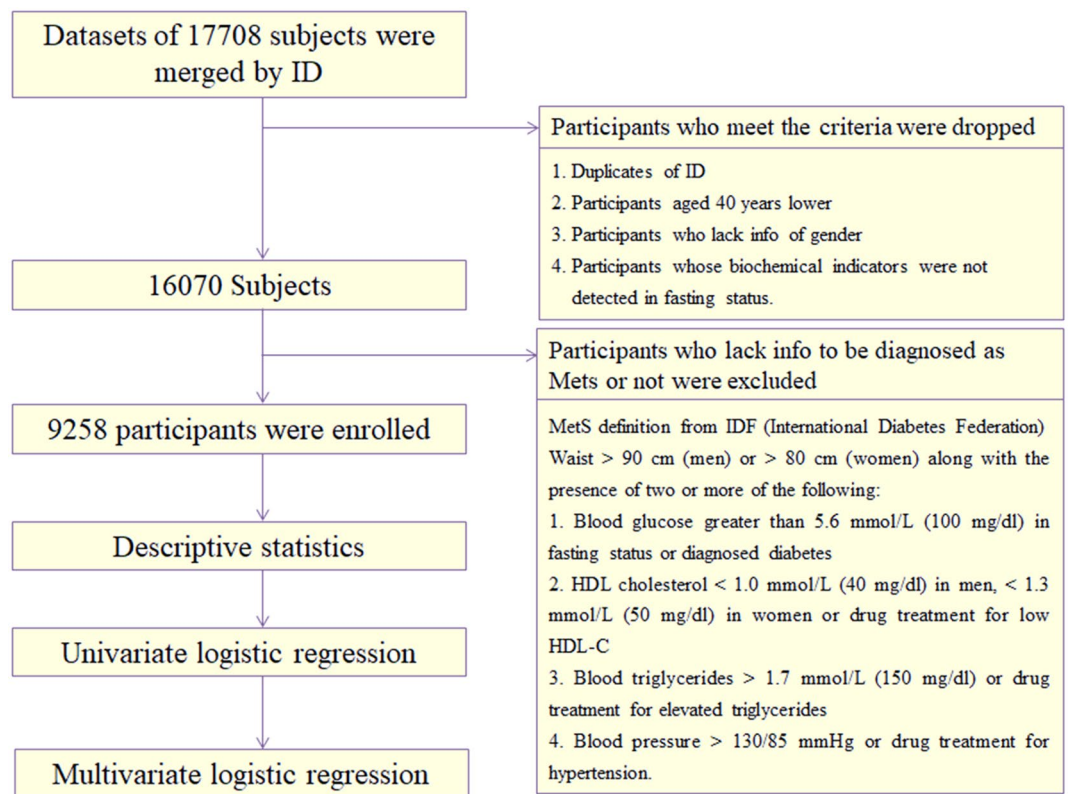 Datasets of 17708 subjects were
merged by ID
Participants who meet the criteria were dropped
1. Duplicates of ID
2. Participants aged 40 years lower
3. Participants who lack info of gender
4. Participants whose biochemical indicators were not
detected in fasting status.
16070 Subjects
Participants who lack info to be diagnosed as
Mets or not were excluded
MetS definition from IDF (International Diabetes Federation)
Waist > 90 cm (men) or > 80 cm (women) along with the
presence of two or more of the following:
1. Blood glucose greater than 5.6 mmol/L (100 mg/dl) in
fasting status or diagnosed diabetes
2. HDL cholesterol < 1.0 mmol/L (40 mg/dl) in men, < 1.3
mmol/L (50 mg/dl) in women or drug treatment for low
HDL-C
3. Blood triglycerides > 1.7 mmol/L (150 mg/dl) or drug
treatment for elevated triglycerides
4. Blood pressure > 130/85 mmHg or drug treatment for
hypertension.
9258 participants were enrolled
Descriptive statistics
Univariate logistic regression
Multivariate logistic regression